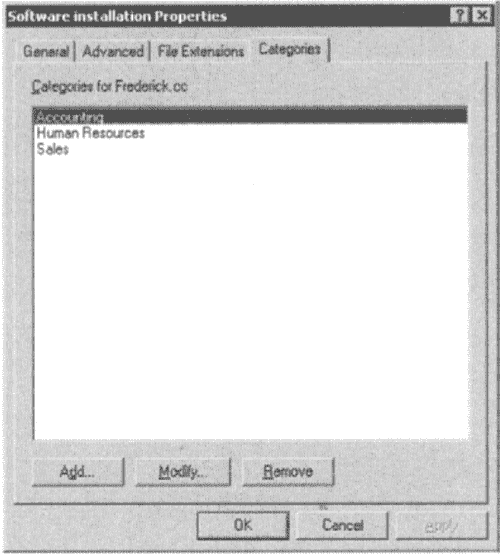 Software installation Properties
General Advanced File Extensions Categories
Categories for Frederick.cc
Accounting
Human Resources
Sales
Add... Modify... Remove
OK Cancel Apply